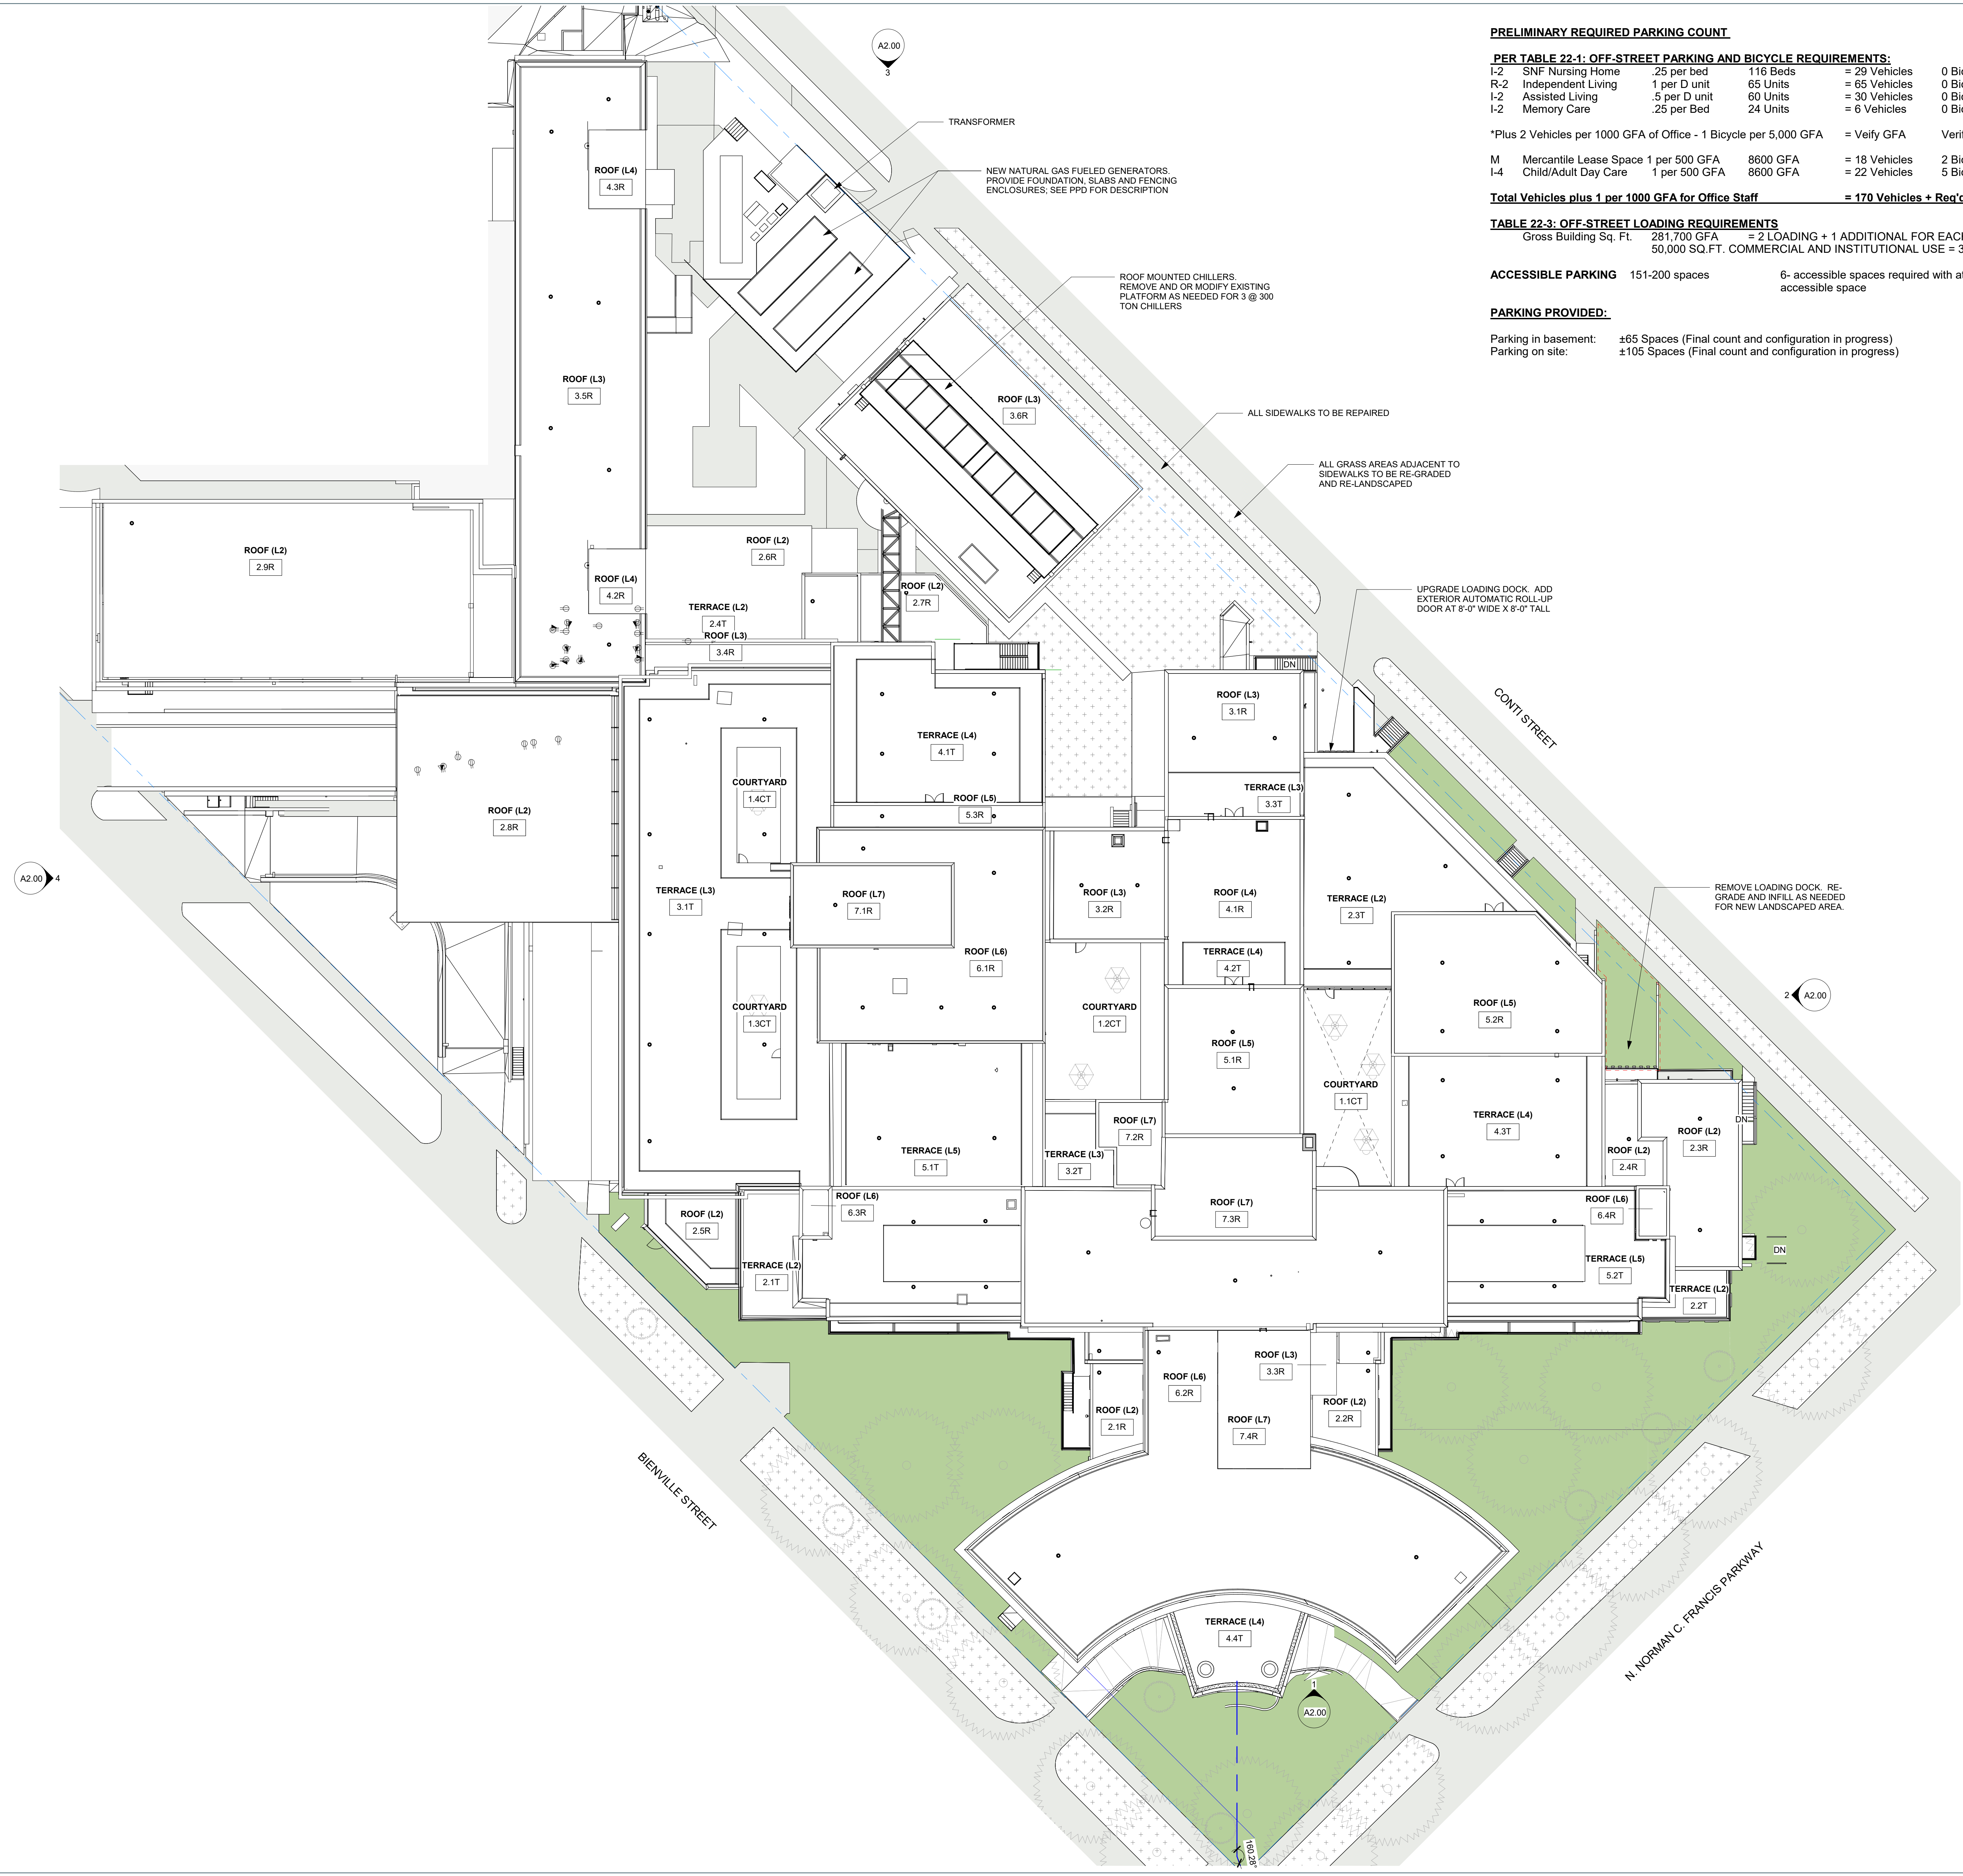 PRELIMINARY REQUIRED PARKING COUNT
PER TABLE 22-1: OFF-STREET PARKING AND BICYCLE REQUIREMENTS:
I-2 SNF Nursing Home .25 per bed 116 Beds = 29 Vehicles 0
R-2 Independent Living 1 per D unit 65 Units = 65 Vehicles 0
I-2 Assisted Living .5 per D unit 60 Units = 30 Vehicles 0
I-2 Memory Care .25 per Bed 24 Units = 6 Vehicles 0
*Plus 2 Vehicles per 1000 GFA of Office - 1 Bicycle per 5,000 GFA = Veify GFA
M Mercantile Lease Space 1 per 500 GFA 8600 GFA = 18 Vehicles 2
I-4 Child/Adult Day Care 1 per 500 GFA 8600 GFA = 22 Vehicles 5
Total Vehicles plus 1 per 1000 GFA for Office Staff = 170 Vehicles + Req'd
TABLE 22-3: OFF-STREET LOADING REQUIREMENTS
Gross Building Sq. Ft. 281,700 GFA = 2 LOADING + 1 ADDITIONAL FOR
50,000 SQ.FT. COMMERCIAL AND INSTITUTIONAL USE = 3
ACCESSIBLE PARKING 151-200 spaces 6- accessible spaces required with
accessible space
PARKING PROVIDED:
Parking in basement: ±65 Spaces (Final count and configuration in progress)
Parking on site: ±105 Spaces (Final count and configuration in progress)
A2.00
3
TRANSFORMER
NEW NATURAL GAS FUELED GENERATORS.
PROVIDE FOUNDATION, SLABS AND FENCING
ENCLOSURES; SEE PPD FOR DESCRIPTION
ROOF (L4)
4.3R
ROOF MOUNTED CHILLERS.
REMOVE AND OR MODIFY EXISTING
PLATFORM AS NEEDED FOR 3 @ 300
TON CHILLERS
ROOF (L3)
3.5R
ROOF (L3)
3.6R
ALL SIDEWALKS TO BE REPAIRED
ALL GRASS AREAS ADJACENT TO
SIDEWALKS TO BE RE-GRADED
AND RE-LANDSCAPED
ROOF (L2)
2.9R
ROOF (L2)
2.6R
ROOF (L4)
4.2R
ROOF (L2)
2.7R
UPGRADE LOADING DOCK. ADD
EXTERIOR AUTOMATIC ROLL-UP
DOOR AT 8'-0" WIDE X 8'-0" TALL
TERRACE (L2)
2.4T
ROOF (L3)
3.4R
DN
ROOF (L3)
3.1R
CONTI STREET
TERRACE (L4)
4.1T
COURTYARD
1.4CT
TERRACE (L3)
3.3T
ROOF (L5)
5.3R
ROOF (L2)
2.8R
A2.00
4
TERRACE (L3)
3.1T
ROOF (L7)
7.1R
ROOF (L3)
3.2R
ROOF (L4)
4.1R
TERRACE (L2)
2.3T
REMOVE LOADING DOCK. RE-
GRADE AND INFILL AS NEEDED
FOR NEW LANDSCAPED AREA.
ROOF (L6)
6.1R
TERRACE (L4)
4.2T
2
A2.00
COURTYARD
1.3CT
COURTYARD
1.2CT
ROOF (L5)
5.2R
ROOF (L5)
5.1R
COURTYARD
1.1CT
TERRACE (L4)
4.3T
DN
ROOF (L7)
7.2R
ROOF (L2)
2.3R
TERRACE (L5)
5.1T
TERRACE (L3)
3.2T
ROOF (L2)
2.4R
ROOF (L2)
2.5R
ROOF (L6)
6.3R
ROOF (L7)
7.3R
ROOF (L6)
6.4R
DN
TERRACE (L2)
2.1T
TERRACE (L5)
5.2T
TERRACE (L2)
2.2T
ROOF (L3)
3.3R
ROOF (L6)
6.2R
ROOF (L2)
2.1R
ROOF (L2)
2.2R
ROOF (L7)
7.4R
BIENVILLE STREET
N. NORMAN C. FRANCIS PARKWAY
TERRACE (L4)
4.4T
1
A2.00
160.28°